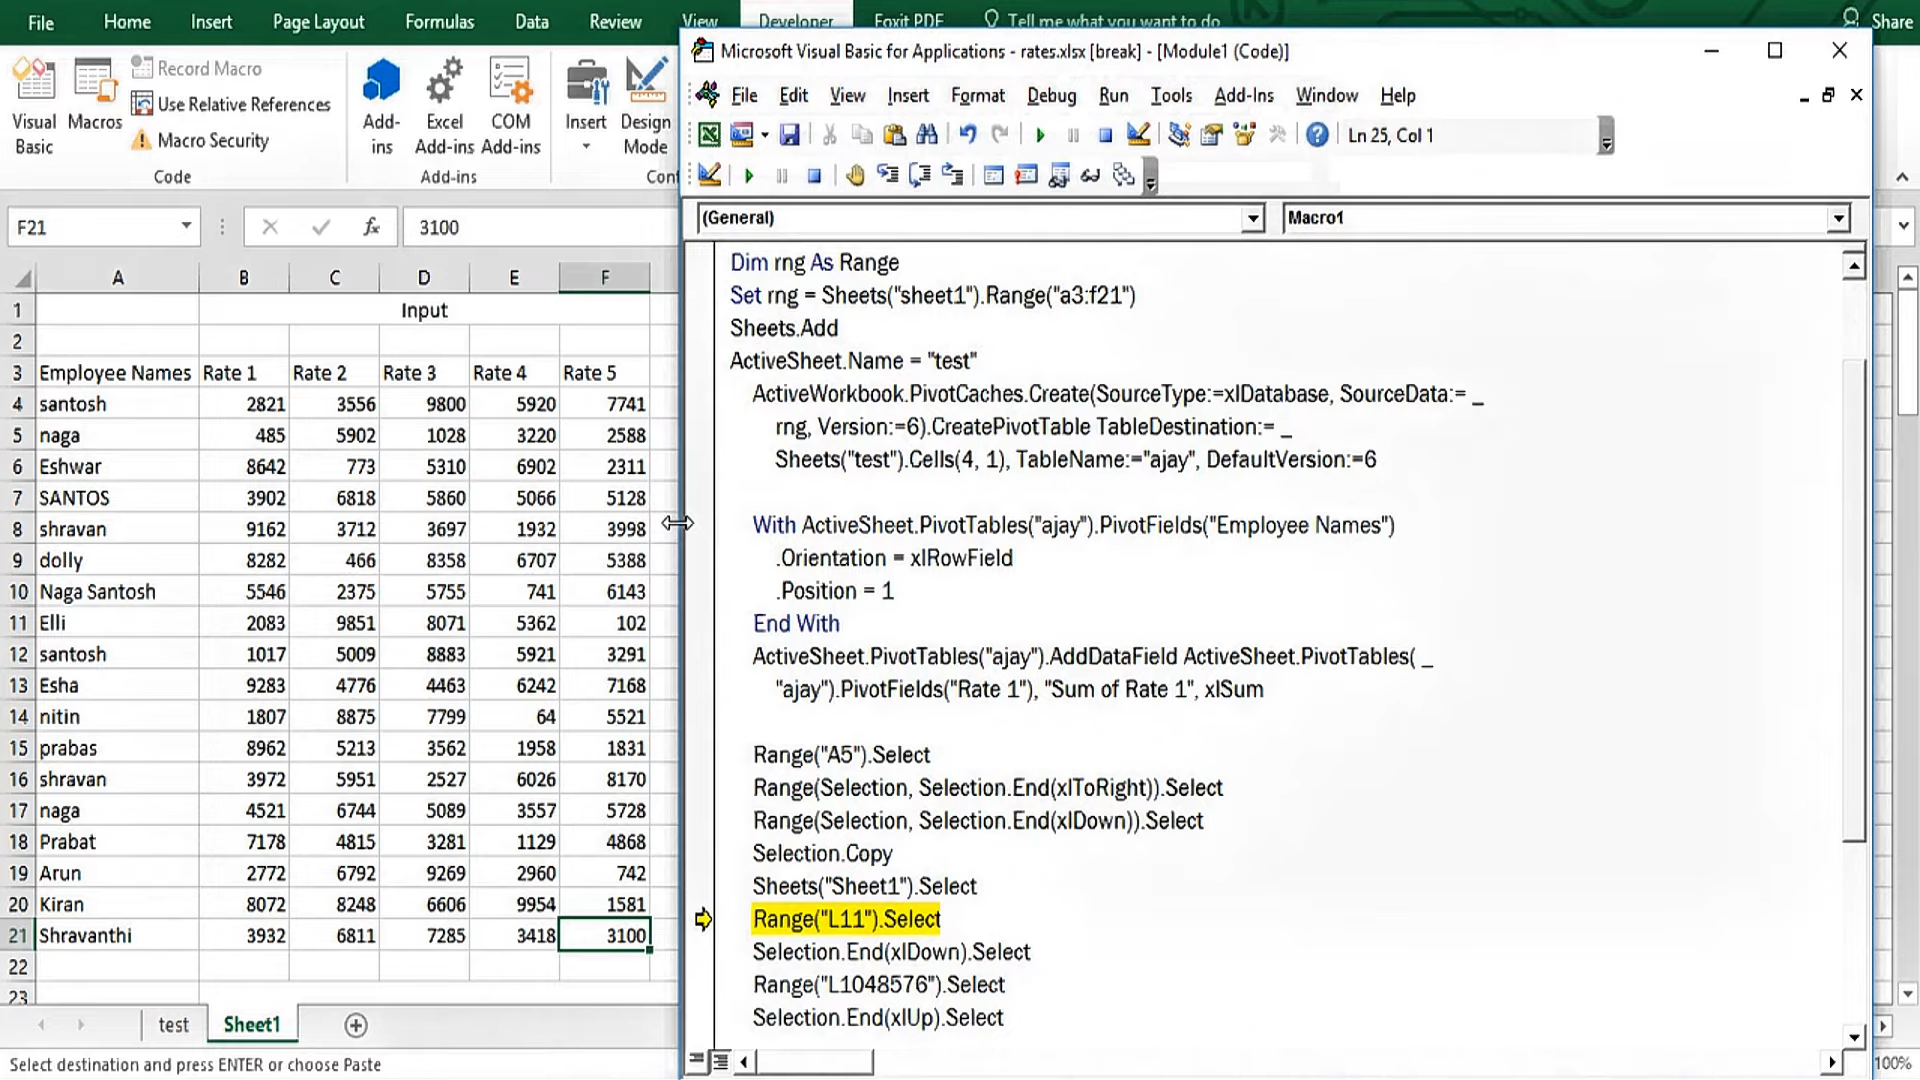 File Home Insert Page Layout Formulas Data Review View Developer Foxit PDF Tell me what you want to do Share
Visual Basic
Macros
Record Macro
Use Relative References
Macro Security
Code
Add-ins
Excel Add-ins
COM Add-ins
Add-ins
Insert
Design Mode
Cont
F21
fx
3100
A B C D E F
1 Input
2
3 Employee Names Rate 1 Rate 2 Rate 3 Rate 4 Rate 5
4 santosh 2821 3556 9800 5920 7741
5 naga 485 5902 1028 3220 2588
6 Eshwar 8642 773 5310 6902 2311
7 SANTOS 3902 6818 5860 5066 5128
8 shravan 9162 3712 3697 1932 3998
9 dolly 8282 466 8358 6707 5388
10 Naga Santosh 5546 2375 5755 741 6143
11 Elli 2083 9851 8071 5362 102
12 santosh 1017 5009 8883 5921 3291
13 Esha 9283 4776 4463 6242 7168
14 nitin 1807 8875 7799 64 5521
15 prabas 8962 5213 3562 1958 1831
16 shravan 3972 5951 2527 6026 8170
17 naga 4521 6744 5089 3557 5728
18 Prabat 7178 4815 3281 1129 4868
19 Arun 2772 6792 9269 2960 742
20 Kiran 8072 8248 6606 9954 1581
21 Shravanthi 3932 6811 7285 3418 3100
22
23
test Sheet1
Select destination and press ENTER or choose Paste
100%
Microsoft Visual Basic for Applications - rates.xlsx [break] - [Module1 (Code)]
File Edit View Insert Format Debug Run Tools Add-Ins Window Help
Ln 25, Col 1
(General) Macro1
Dim rng As Range
Set rng = Sheets("sheet1").Range("a3:f21")
Sheets.Add
ActiveSheet.Name = "test"
ActiveWorkbook.PivotCaches.Create(SourceType:=xlDatabase, SourceData:= _
rng, Version:=6).CreatePivotTable TableDestination:= _
Sheets("test").Cells(4, 1), TableName:="ajay", DefaultVersion:=6
With ActiveSheet.PivotTables("ajay").PivotFields("Employee Names")
.Orientation = xlRowField
.Position = 1
End With
ActiveSheet.PivotTables("ajay").AddDataField ActiveSheet.PivotTables( _
"ajay").PivotFields("Rate 1"), "Sum of Rate 1", xlSum
Range("A5").Select
Range(Selection, Selection.End(xlToRight)).Select
Range(Selection, Selection.End(xlDown)).Select
Selection.Copy
Sheets("Sheet1").Select
Range("L11").Select
Selection.End(xlDown).Select
Range("L1048576").Select
Selection.End(xlUp).Select